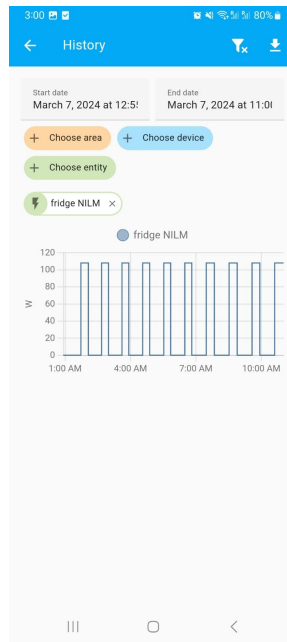 3:00 80%
History
Start date
March 7, 2024 at 12:5
End date
March 7, 2024 at 11:0
+ Choose area
+ Choose device
+ Choose entity
fridge NILM ×
fridge NILM
120
100
80
60
40
20
0
W
1:00 AM 4:00 AM 7:00 AM 10:00 AM